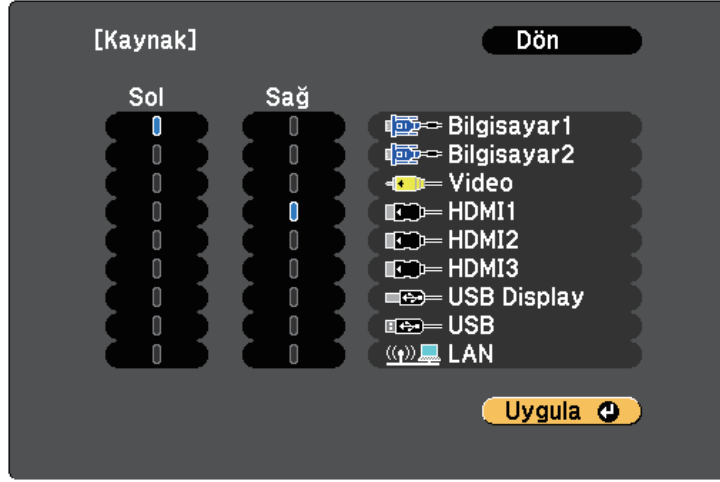 [Kaynak] Dön
Sol Sağ
Bilgisayar1
Bilgisayar2
Video
HDMI1
HDMI2
HDMI3
USB Display
USB
LAN
Uygula